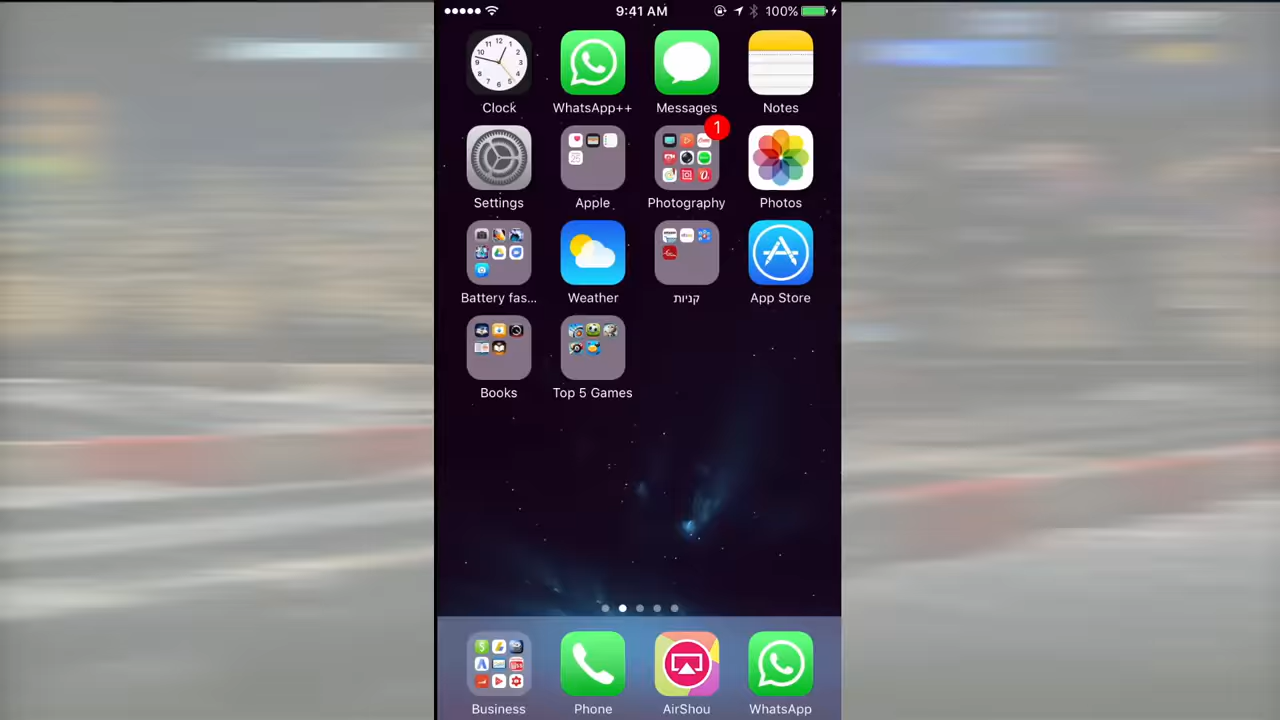 9:41 AM
100%
Clock
WhatsApp++
Messages
Notes
1
Settings
Apple
Photography
Photos
Battery fas...
Weather
קניות
App Store
Books
Top 5 Games
Business
Phone
AirShou
WhatsApp